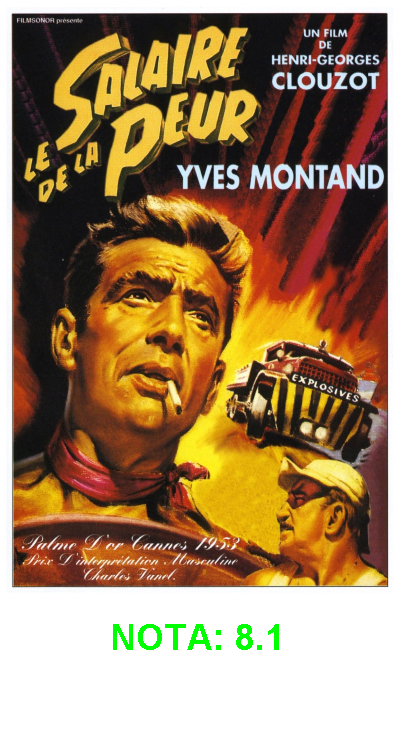 FILMSONOR présente
LE SALAIRE
DE LA PEUR
UN FILM
DE
HENRI-GEORGES
CLOUZOT
YVES MONTAND
EXPLOSIVES
Palme D'or Cannes 1953
Prix D'interprétation Masculine
Charles Vanel.
NOTA: 8.1